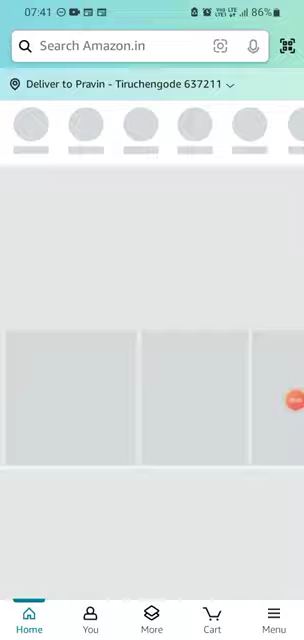 07:41 86%
Search Amazon.in
Deliver to Pravin - Tiruchengode 637211
Home You More Cart Menu